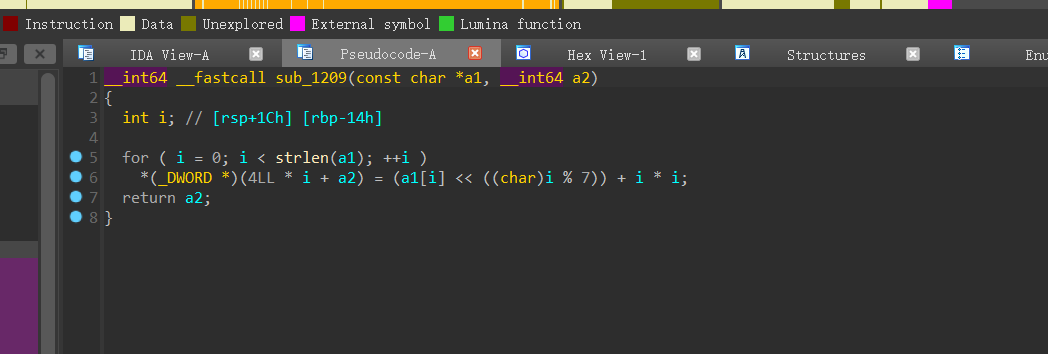 Instruction Data Unexplored External symbol Lumina function
IDA View-A Pseudocode-A Hex View-1 A Structures Enu
1 __int64 __fastcall sub_1209(const char *a1, __int64 a2)
2 {
3 int i; // [rsp+1Ch] [rbp-14h]
4
5 for ( i = 0; i < strlen(a1); ++i )
6 *(_DWORD *)(4LL * i + a2) = (a1[i] << ((char)i % 7)) + i * i;
7 return a2;
8 }